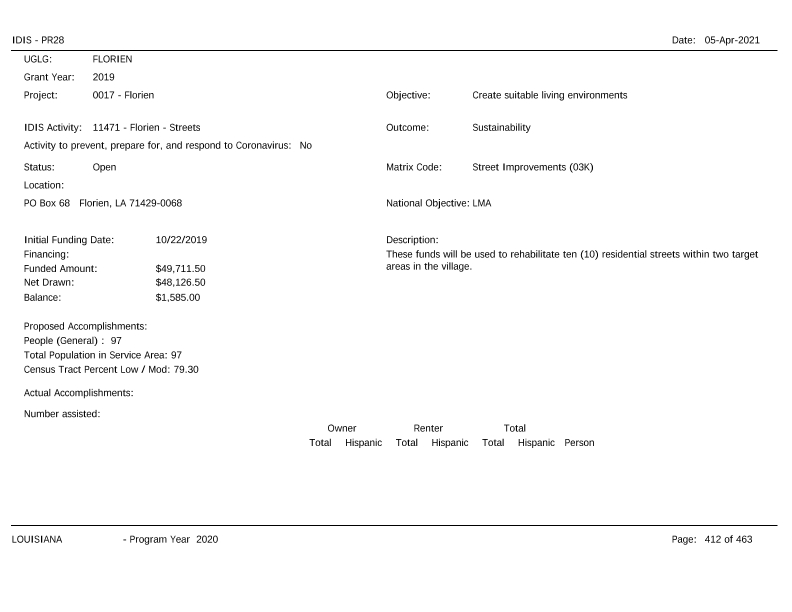 IDIS - PR28 Date: 05-Apr-2021
UGLG: FLORIEN
Grant Year: 2019
Project: 0017 - Florien Objective: Create suitable living environments
IDIS Activity: 11471 - Florien - Streets Outcome: Sustainability
Activity to prevent, prepare for, and respond to Coronavirus: No
Status: Open Matrix Code: Street Improvements (03K)
Location:
PO Box 68 Florien, LA 71429-0068 National Objective: LMA
Initial Funding Date: 10/22/2019 Description:
Financing: These funds will be used to rehabilitate ten (10) residential streets within two target
Funded Amount: $49,711.50 areas in the village.
Net Drawn: $48,126.50
Balance: $1,585.00
Proposed Accomplishments:
People (General) : 97
Total Population in Service Area: 97
Census Tract Percent Low / Mod: 79.30
Actual Accomplishments:
Number assisted:
Owner Renter Total
Total Hispanic Total Hispanic Total Hispanic Person
LOUISIANA - Program Year 2020 Page: 412 of 463